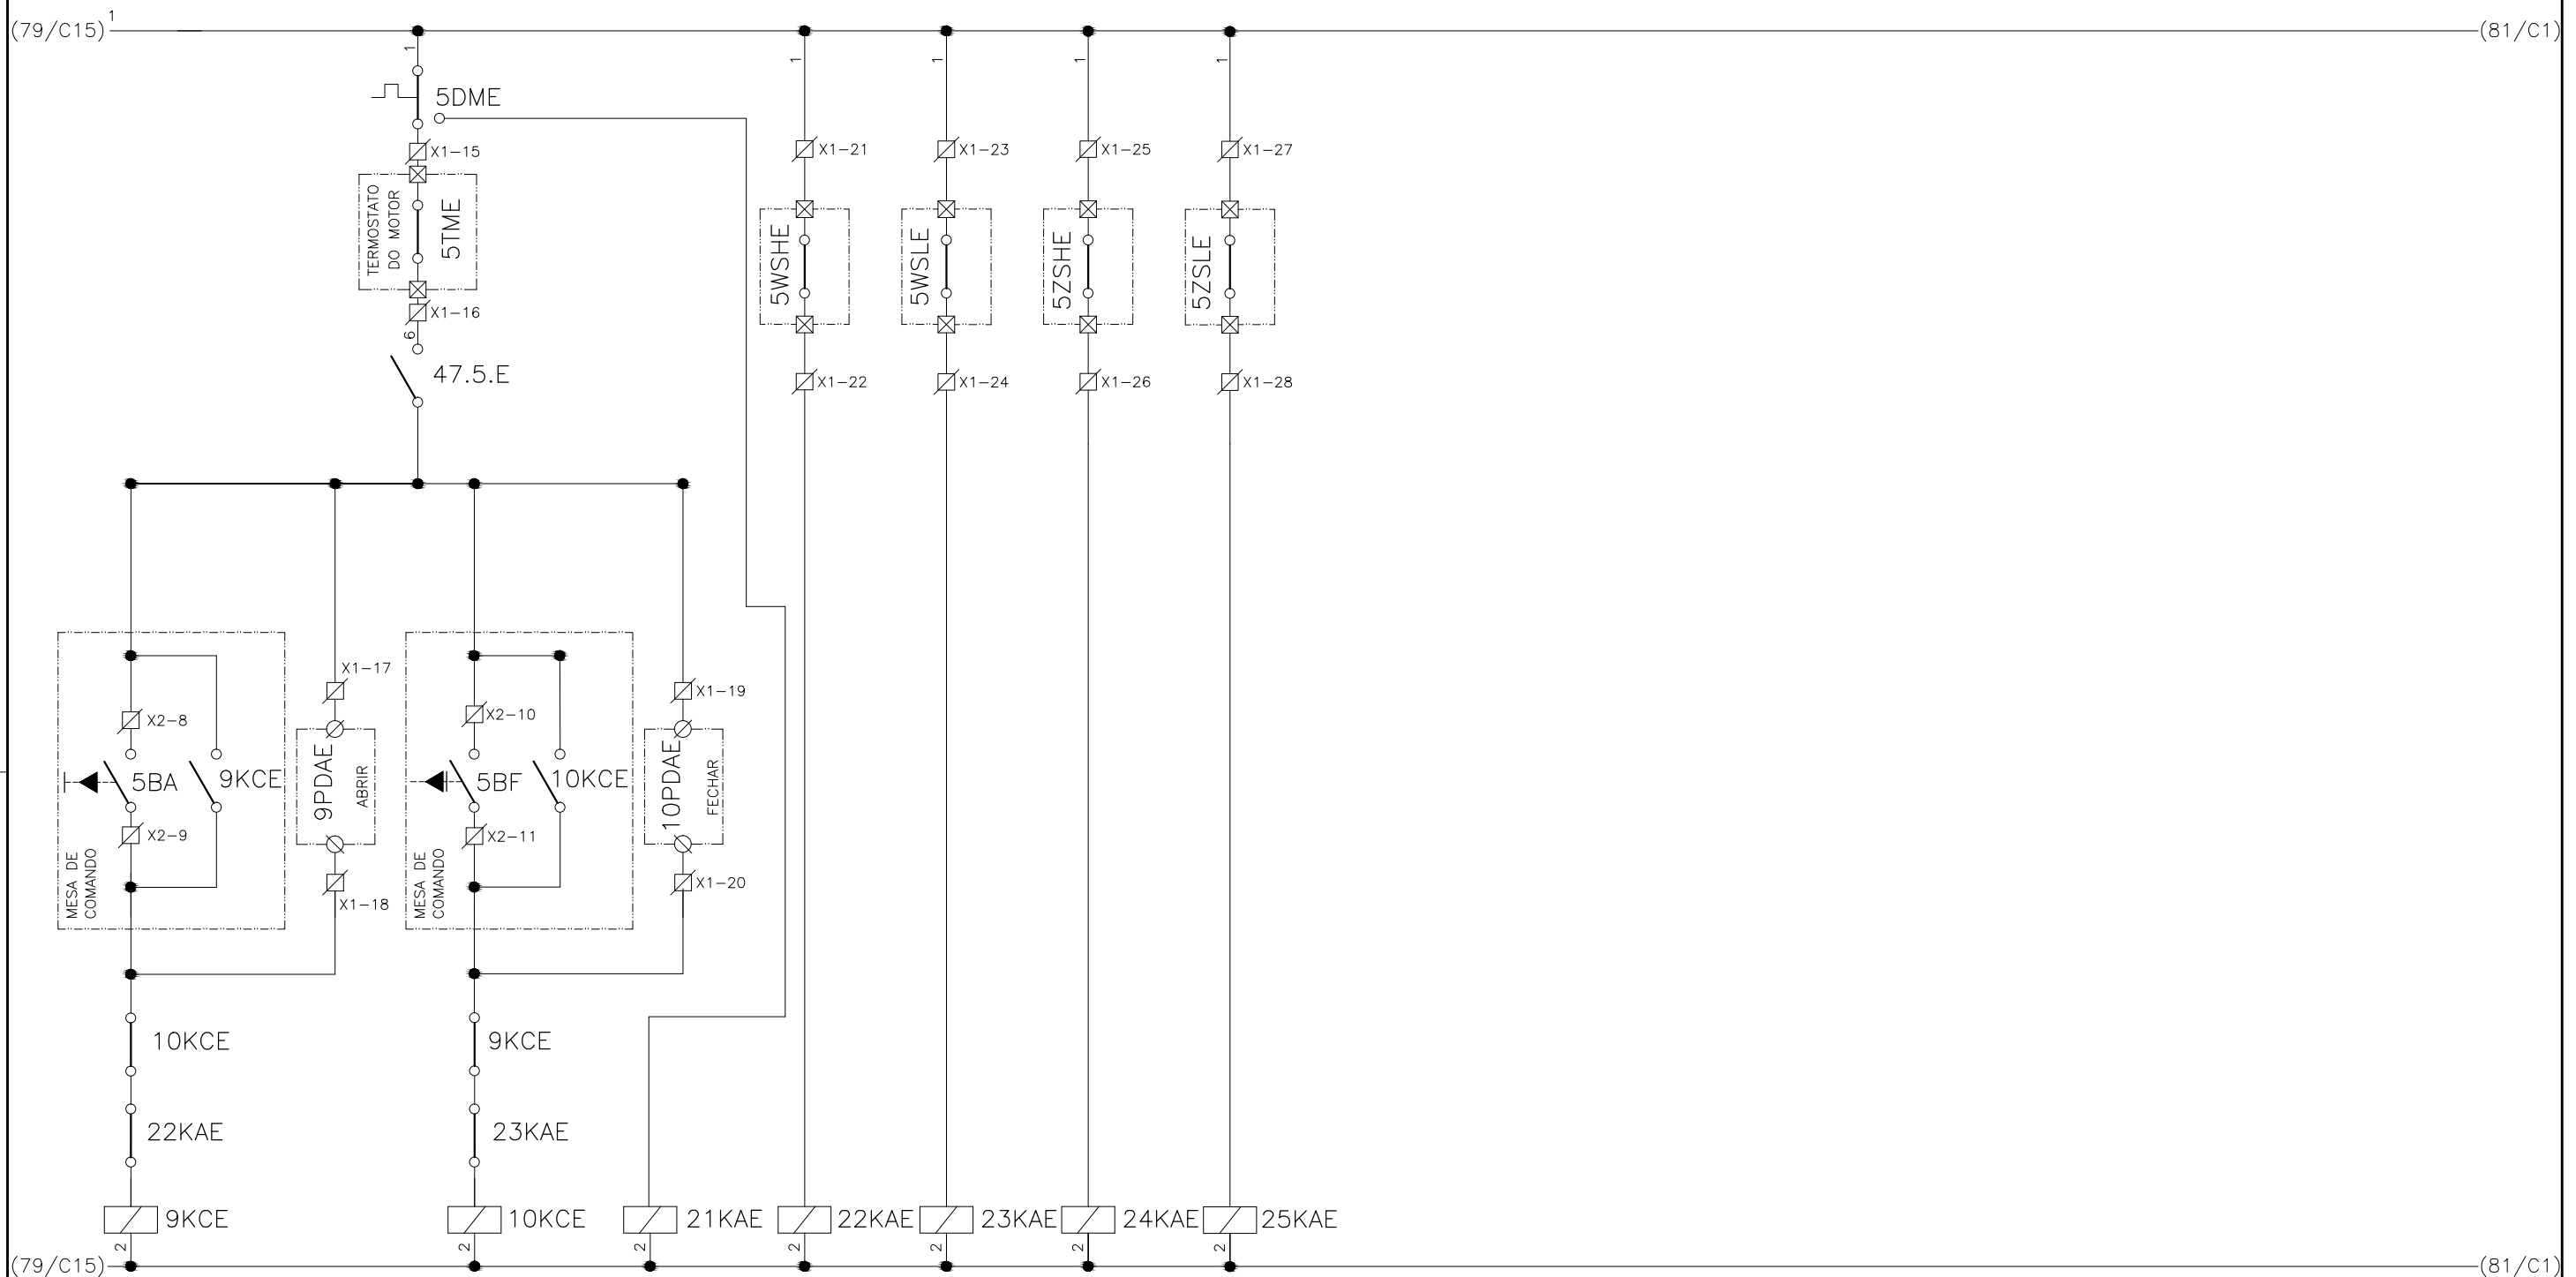 (79/C15) 1 (81/C1)
1 1 1 1 1
5DME
X1-15 X1-21 X1-23 X1-25 X1-27
TERMOSTATO
DO MOTOR
5TME
5WSHE 5WSLE 5ZSHE 5ZSLE
X1-16
6
47.5.E
X1-22 X1-24 X1-26 X1-28
X1-17 X1-19
X2-8 X2-10
5BA 9KCE 9PDAE ABRIR 5BF 10KCE 10PDAE FECHAR
X2-9 X2-11
MESA DE
COMANDO
MESA DE
COMANDO
X1-18 X1-20
10KCE 9KCE
22KAE 23KAE
9KCE 10KCE 21KAE 22KAE 23KAE 24KAE 25KAE
2 2 2 2 2 2 2
(79/C15) (81/C1)